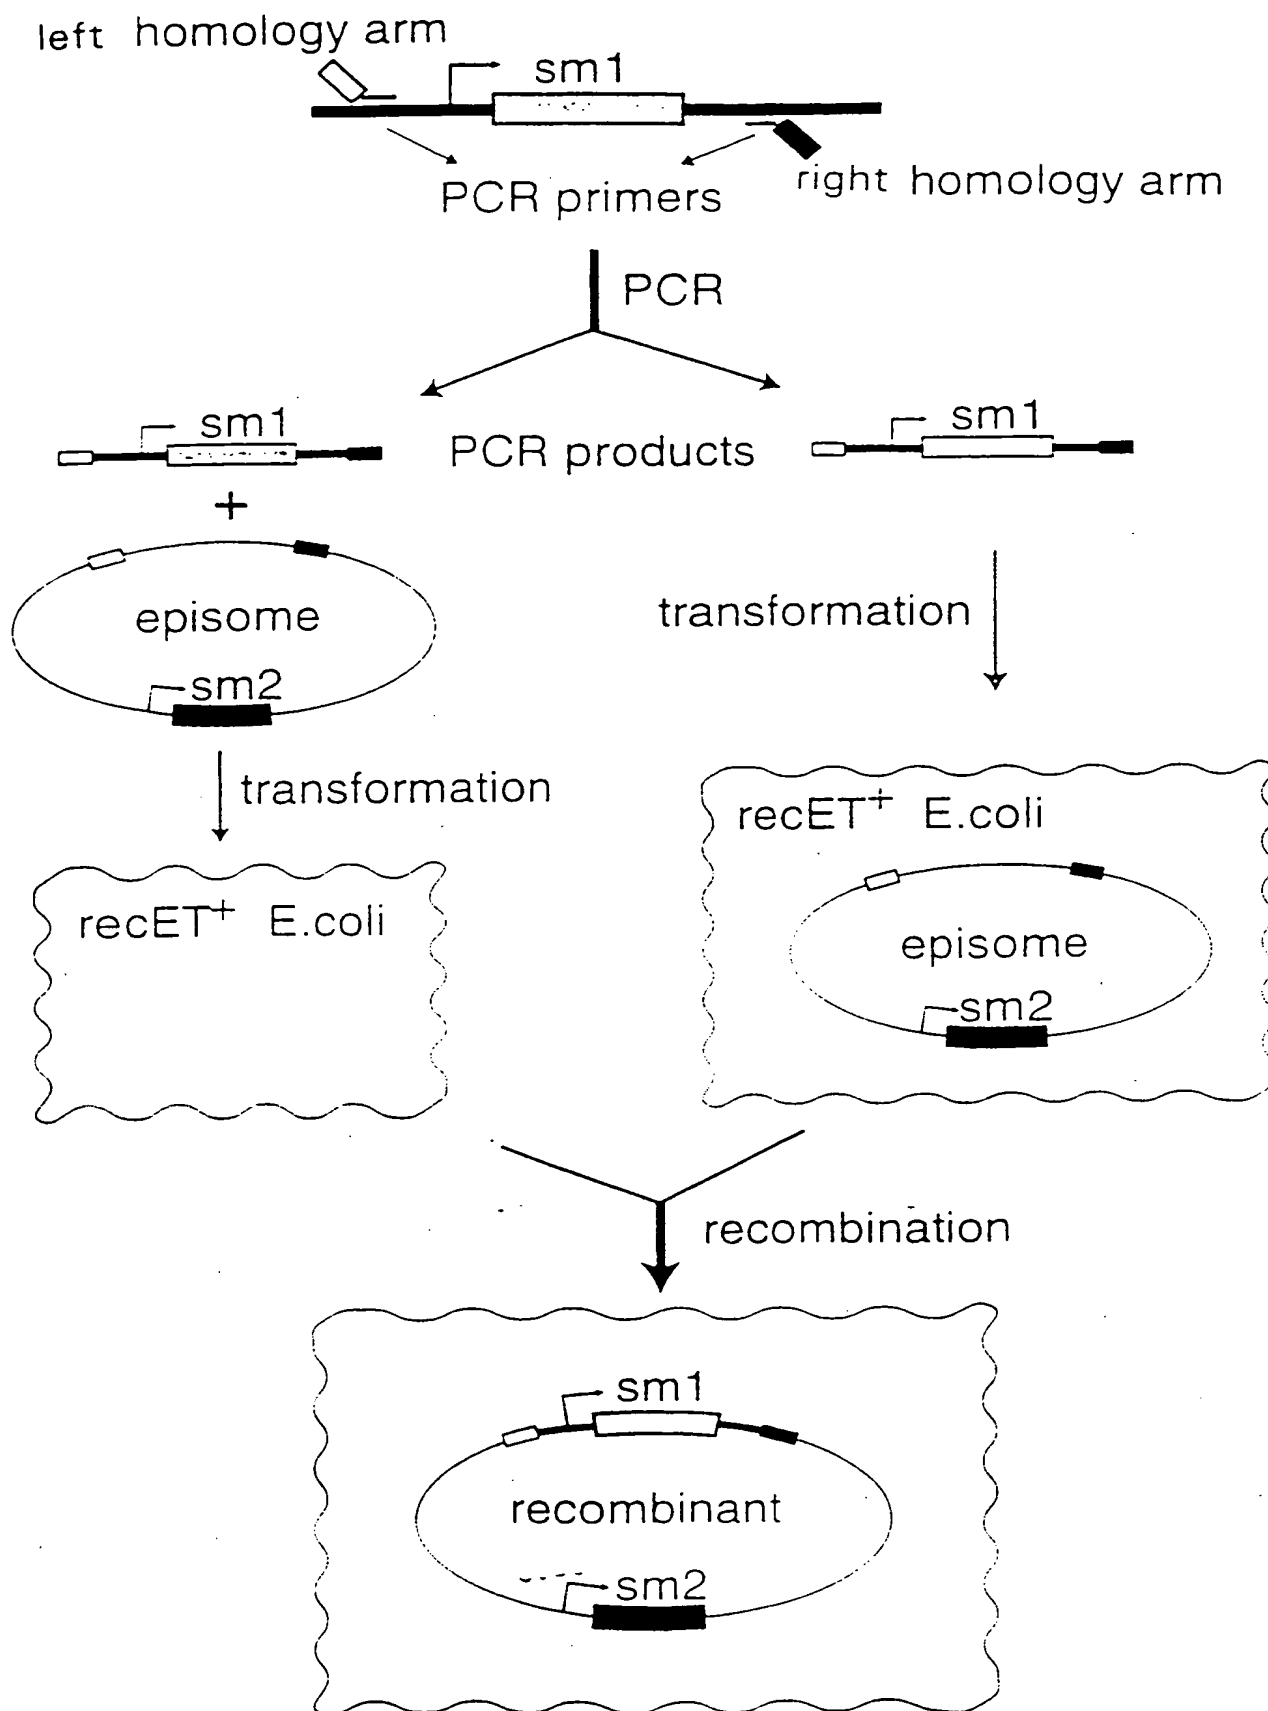 left homology arm
sm1
right homology arm
PCR primers
PCR
sm1
PCR products
sm1
+
episome
sm2
transformation
transformation
recET+ E.coli
recET+ E.coli
episome
sm2
recombination
sm1
recombinant
sm2